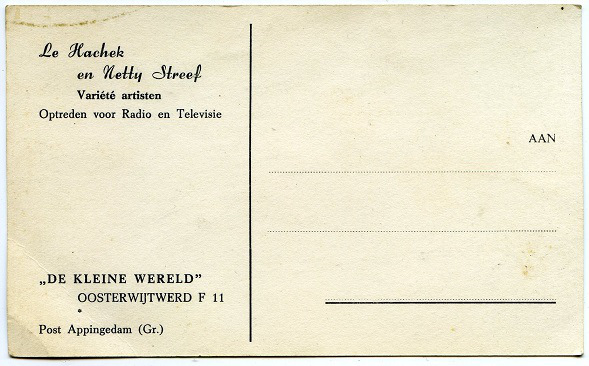 Le Hachek
en Netty Streef
Variété artisten
Optreden voor Radio en Televisie
AAN
„DE KLEINE WERELD”
OOSTERWIJTWERD F 11
*
Post Appingedam (Gr.)